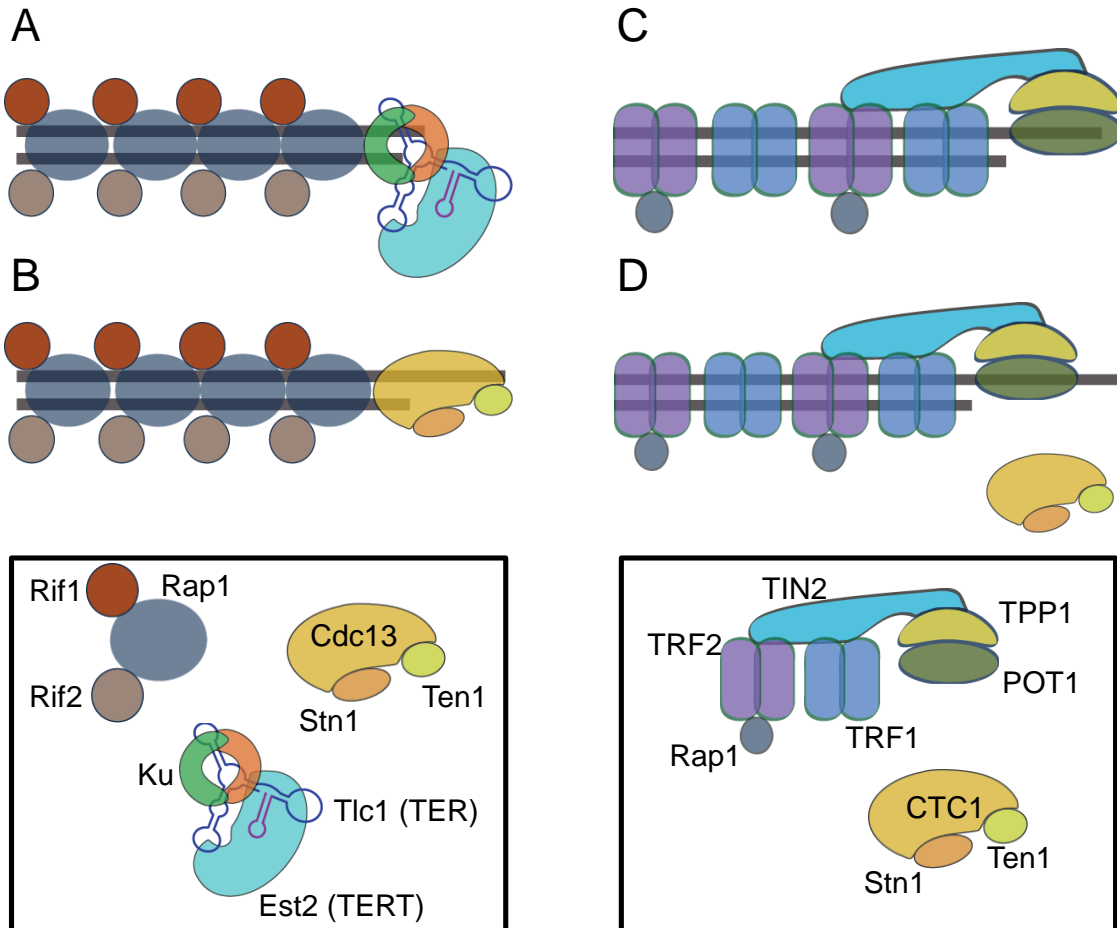 A
C
B
D
Rif1
Rap1
Rif2
Cdc13
Ten1
Stn1
Ku
Tlc1 (TER)
Est2 (TERT)
TIN2
TPP1
TRF2
POT1
Rap1
TRF1
CTC1
Ten1
Stn1